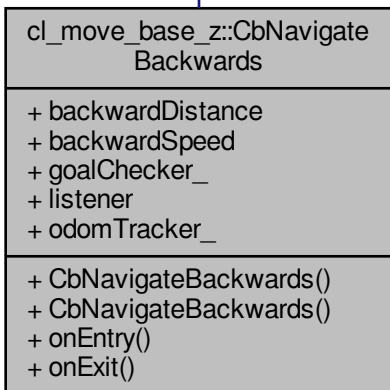 cl_move_base_z::CbNavigate
Backwards
+ backwardDistance
+ backwardSpeed
+ goalChecker_
+ listener
+ odomTracker_
+ CbNavigateBackwards()
+ CbNavigateBackwards()
+ onEntry()
+ onExit()